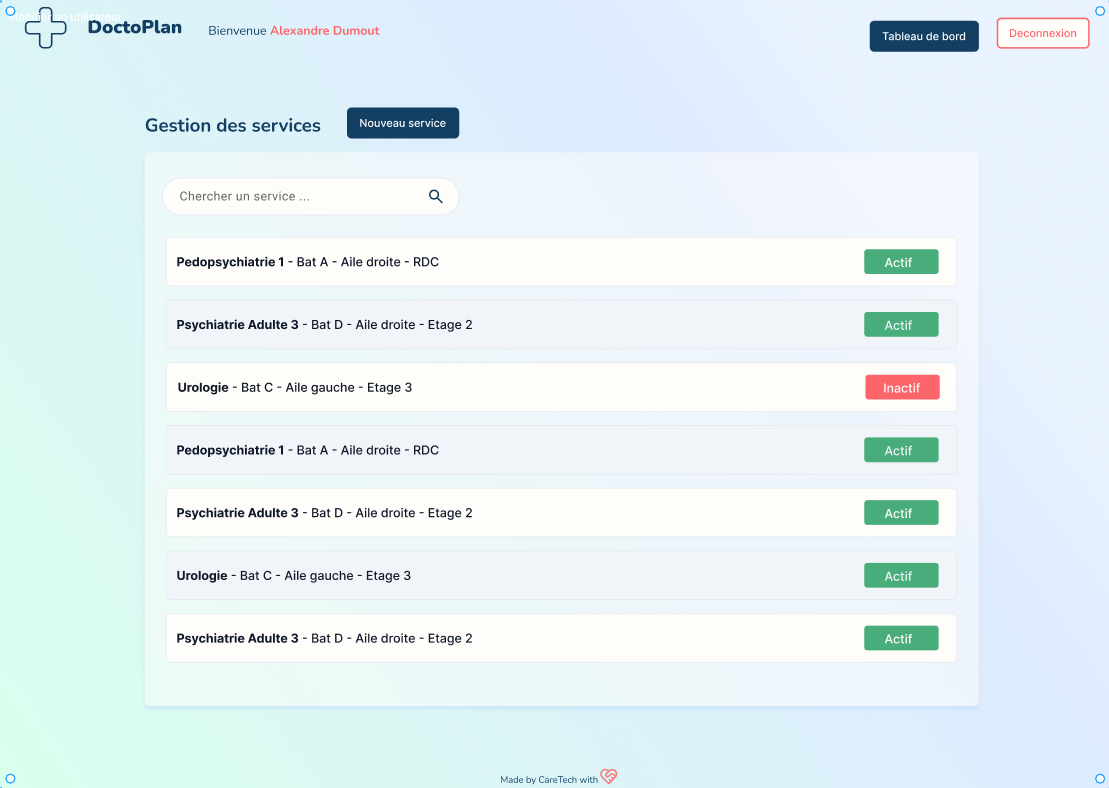 Modifier un utilisateur
DoctoPlan
Bienvenue Alexandre Dumout
Tableau de bord
Deconnexion
Gestion des services
Nouveau service
Chercher un service ...
Pedopsychiatrie 1 - Bat A - Aile droite - RDC
Actif
Psychiatrie Adulte 3 - Bat D - Aile droite - Etage 2
Actif
Urologie - Bat C - Aile gauche - Etage 3
Inactif
Pedopsychiatrie 1 - Bat A - Aile droite - RDC
Actif
Psychiatrie Adulte 3 - Bat D - Aile droite - Etage 2
Actif
Urologie - Bat C - Aile gauche - Etage 3
Actif
Psychiatrie Adulte 3 - Bat D - Aile droite - Etage 2
Actif
Made by CareTech with